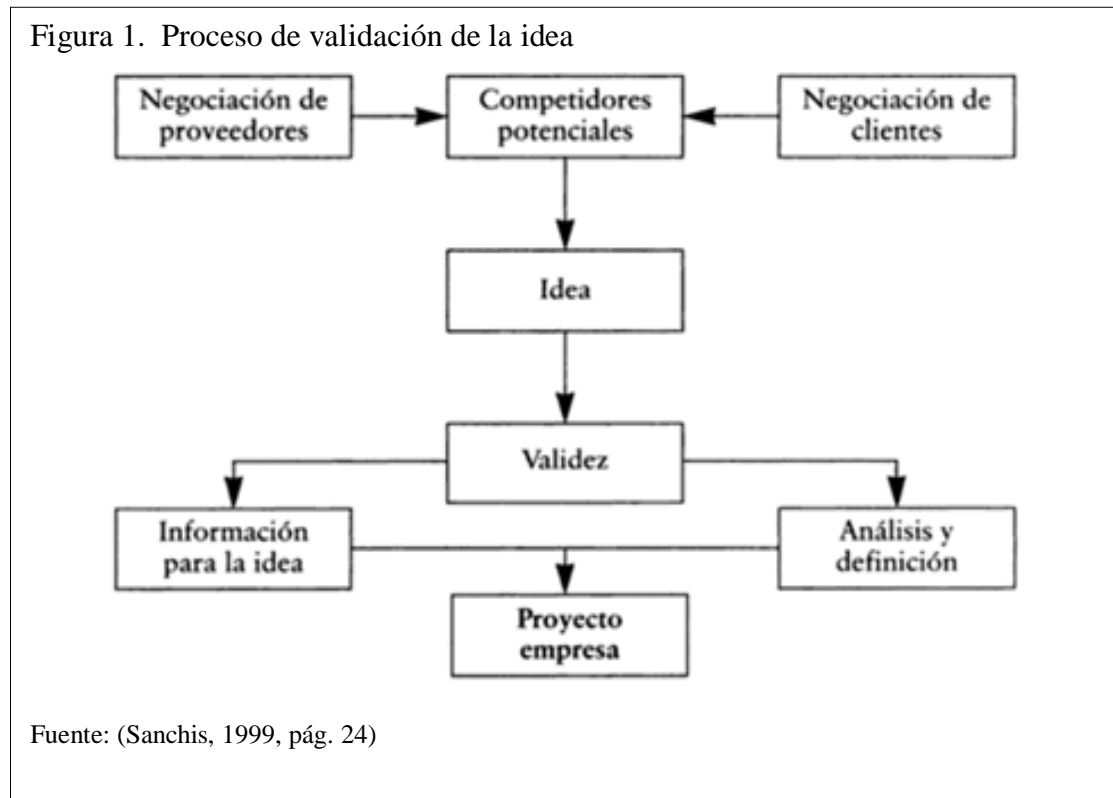 Figura 1. Proceso de validación de la idea
Negociación de
proveedores
Competidores
potenciales
Negociación de
clientes
Idea
Validez
Información
para la idea
Análisis y
definición
Proyecto
empresa
Fuente: (Sanchis, 1999, pág. 24)